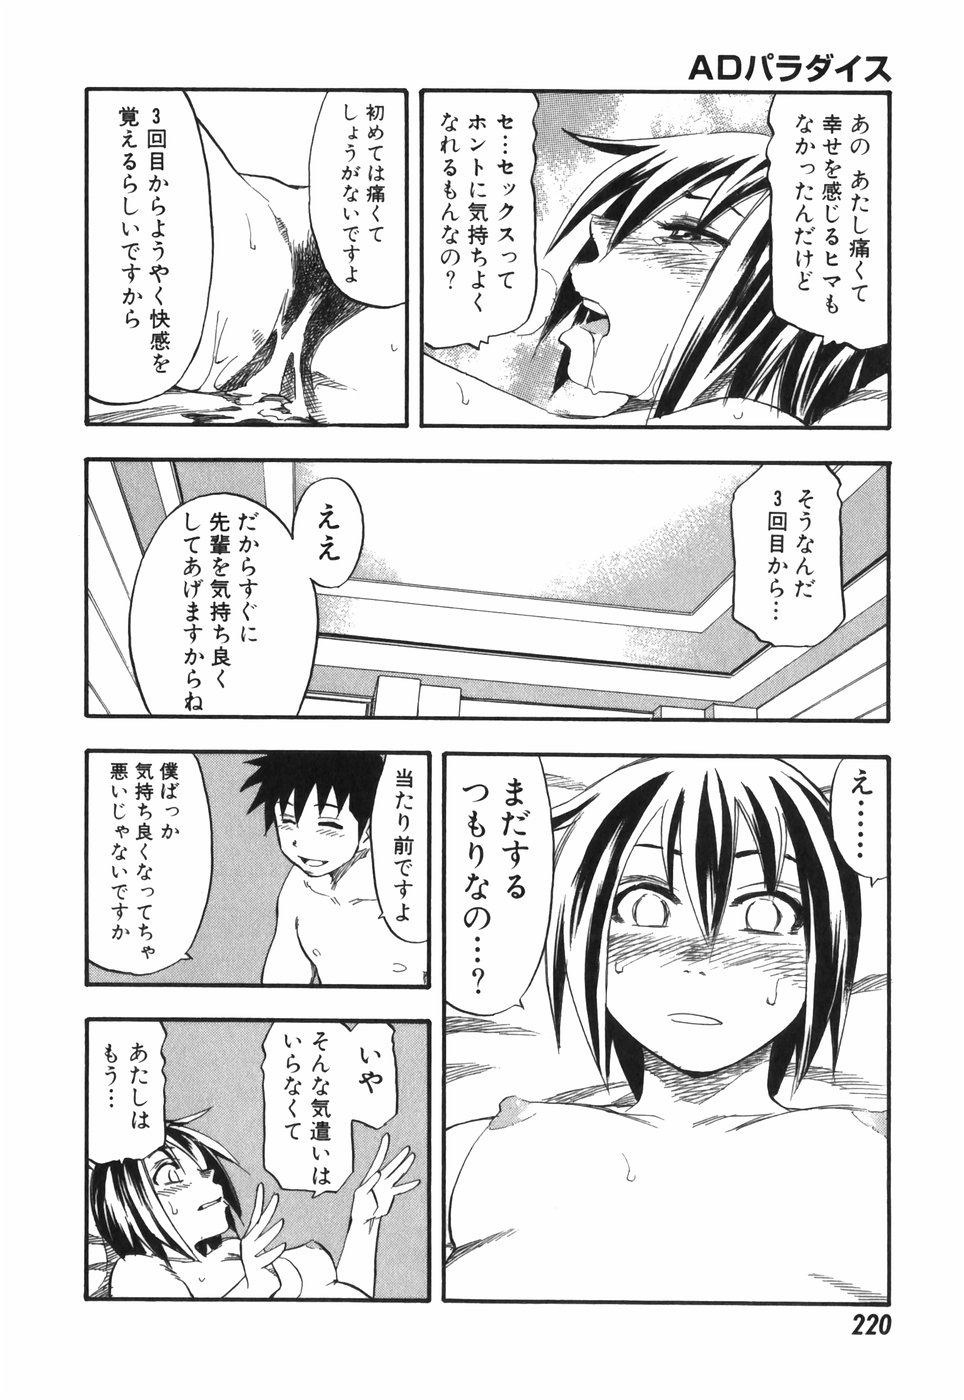 ADパラダイス
あの あたし痛くて
幸せを感じるヒマも
なかったんだけど
セ…セックスって
ホントに気持ちよく
なれるもんなの？
初めては痛くて
しょうがないですよ
3回目からようやく快感を
覚えるらしいですから
そうなんだ
3回目から…
ええ
だからすぐに
先輩を気持ち良く
してあげますからね
え……
まだする
つもりなの…？
当たり前ですよ
僕ばっか
気持ち良くなってちゃ
悪いじゃないですか
いや
そんな気遣いは
いらなくて
あたしは
もう…
220